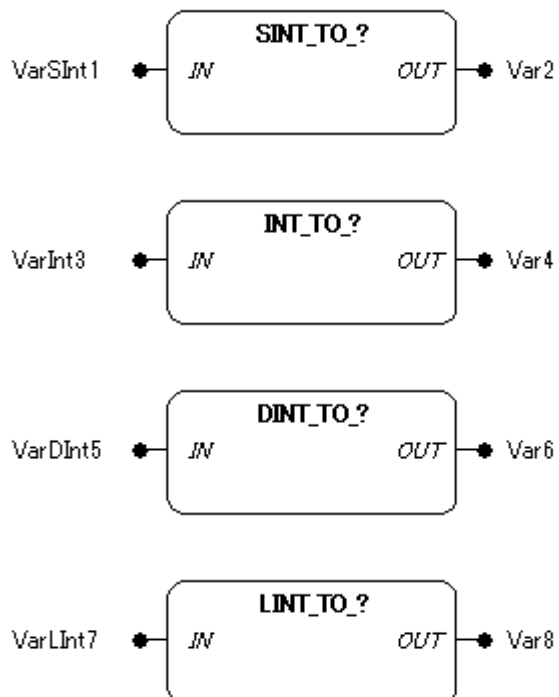 SINT_TO_?
VarSInt1 IN OUT Var2
INT_TO_?
VarInt3 IN OUT Var4
DINT_TO_?
VarDInt5 IN OUT Var6
LINT_TO_?
VarLInt7 IN OUT Var8